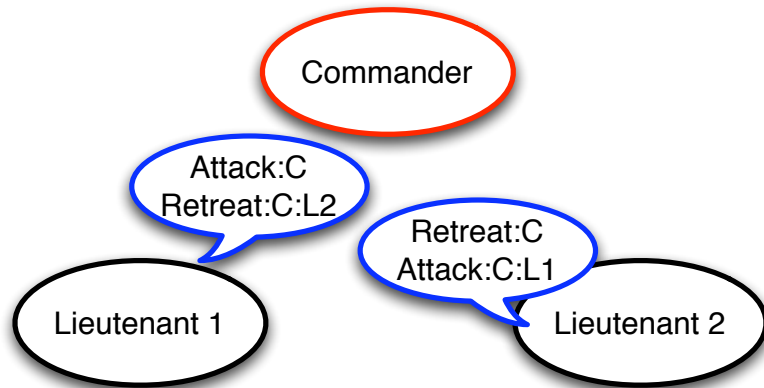 Commander
Attack:C
Retreat:C:L2
Retreat:C
Attack:C:L1
Lieutenant 1
Lieutenant 2